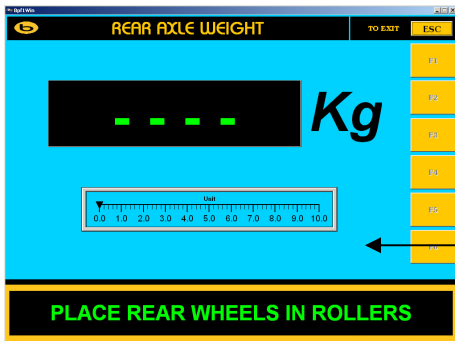 Bpf1Win
REAR AXLE WEIGHT
TO EXIT
ESC
F1
F2
- - - -
Kg
F3
F4
Unit
0.0 1.0 2.0 3.0 4.0 5.0 6.0 7.0 8.0 9.0 10.0
F5
F6
PLACE REAR WHEELS IN ROLLERS